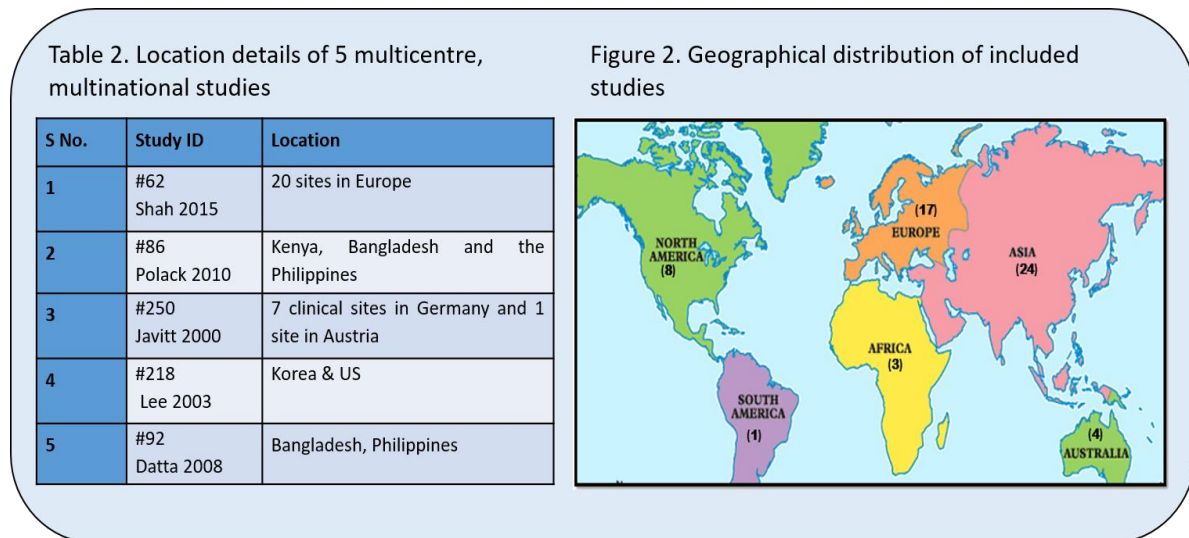 Table 2. Location details of 5 multicentre,
multinational studies
S No. Study ID Location
1 #62 20 sites in Europe
Shah 2015
2 #86 Kenya, Bangladesh and the
Polack 2010 Philippines
3 #250 7 clinical sites in Germany and 1
Javitt 2000 site in Austria
4 #218 Korea & US
Lee 2003
5 #92 Bangladesh, Philippines
Datta 2008
Figure 2. Geographical distribution of included
studies
NORTH
AMERICA
(8)
(17)
EUROPE
ASIA
(24)
AFRICA
(3)
SOUTH
AMERICA
(1)
(4)
AUSTRALIA